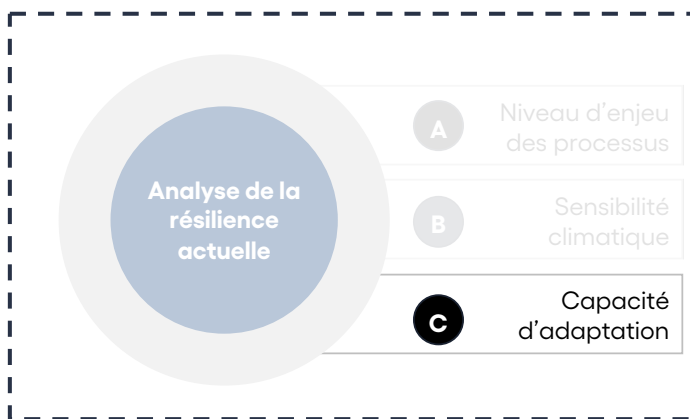 Analyse de la
résilience
actuelle
A
Niveau d’enjeu
des processus
B
Sensibilité
climatique
C
Capacité
d’adaptation